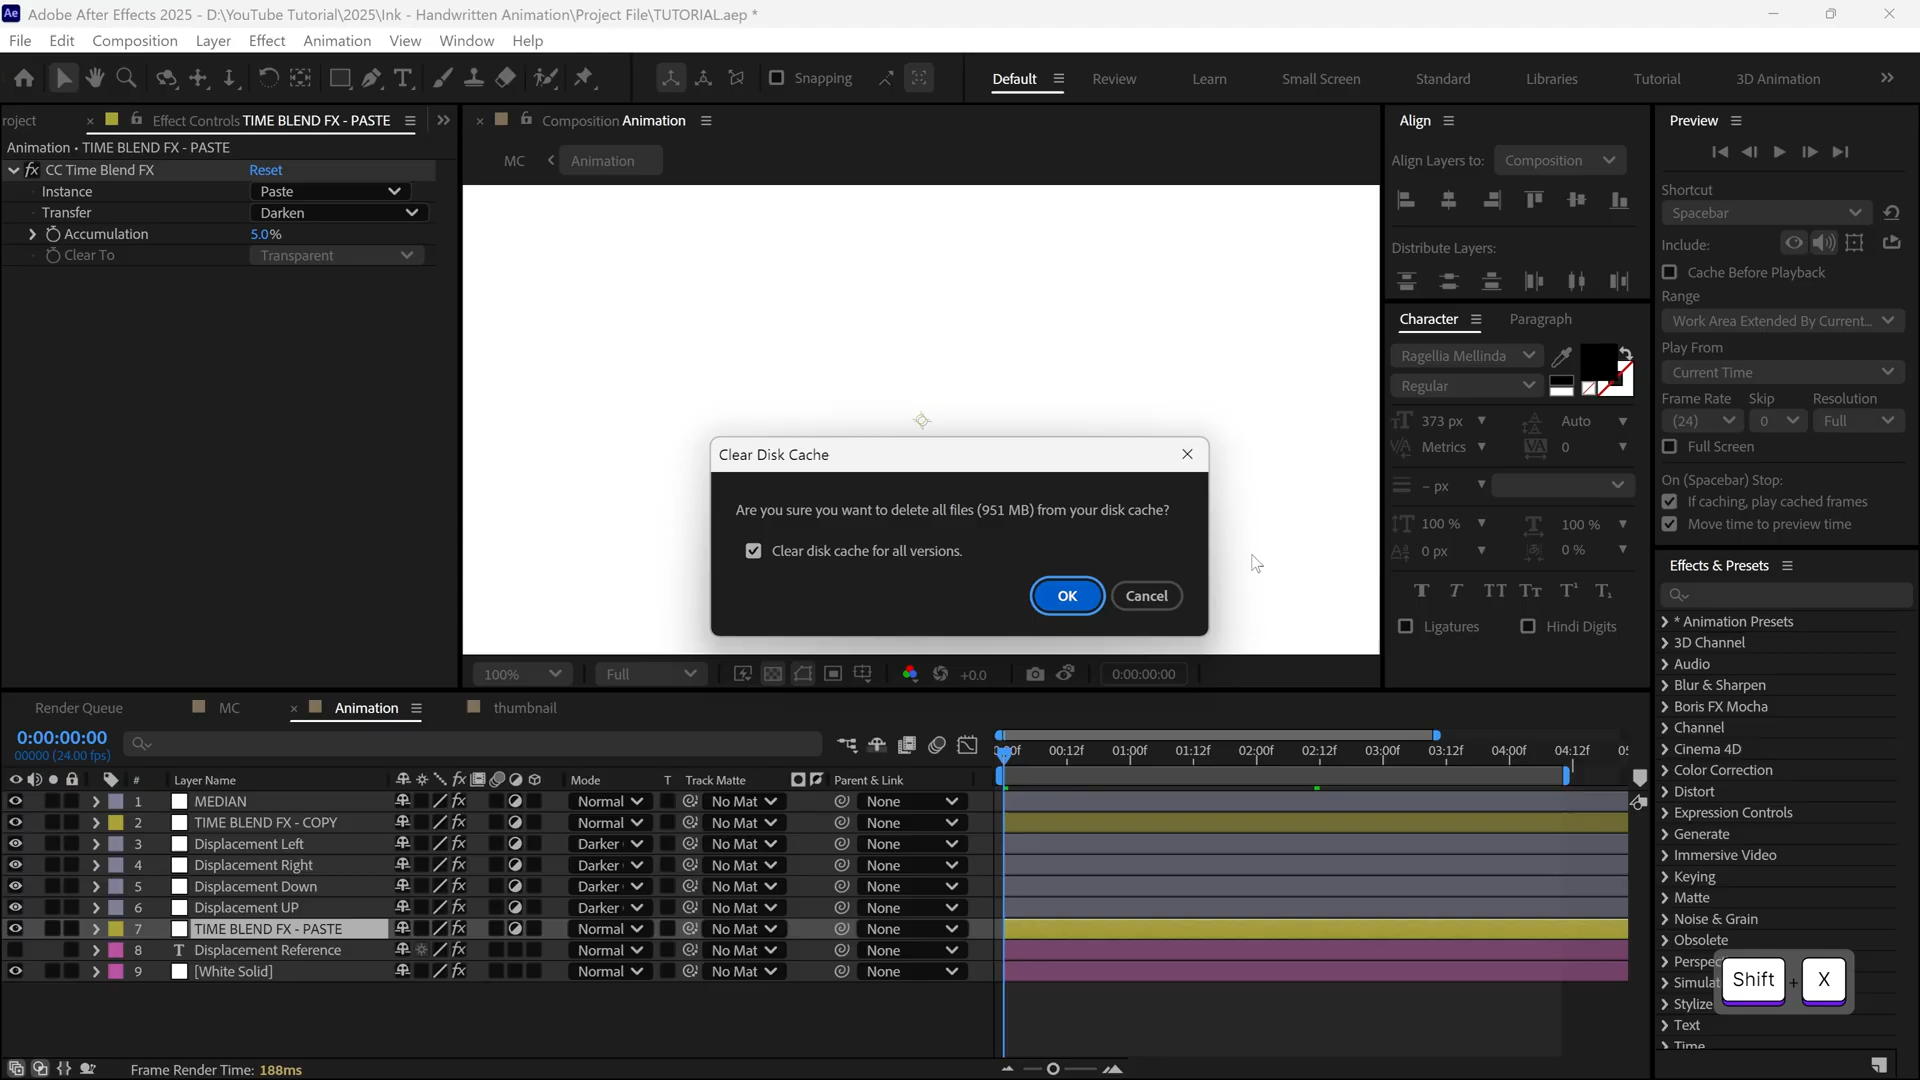 Adobe After Effects 2025 - D:\YouTube Tutorial\2025\Ink - Handwritten Animation\Project File\TUTORIAL.aep *
File Edit Composition Layer Effect Animation View Window Help
Snapping
Default Review Learn Small Screen Standard Libraries Tutorial 3D Animation
roject Effect Controls TIME BLEND FX - PASTE
Composition Animation
Align
Preview
Animation • TIME BLEND FX - PASTE
MC Animation
Align Layers to: Composition
fx CC Time Blend FX Reset
Instance Paste
Transfer Darken
Accumulation 5.0%
Clear To Transparent
Distribute Layers:
Shortcut
Spacebar
Include:
Cache Before Playback
Range
Work Area Extended By Current...
Play From
Current Time
Frame Rate Skip Resolution
(24) 0 Full
Full Screen
On (Spacebar) Stop:
If caching, play cached frames
Move time to preview time
Character Paragraph
Ragellia Mellinda
Regular
373 px Auto
Metrics 0
- px
100 % 100 %
0 px 0 %
Ligatures Hindi Digits
Clear Disk Cache
Are you sure you want to delete all files (951 MB) from your disk cache?
Clear disk cache for all versions.
OK Cancel
100% Full +0.0 0:00:00:00
Effects & Presets
* Animation Presets
3D Channel
Audio
Blur & Sharpen
Boris FX Mocha
Channel
Cinema 4D
Color Correction
Distort
Expression Controls
Generate
Immersive Video
Keying
Matte
Noise & Grain
Obsolete
Perspec
Simulat
Stylize
Text
Time
Shift + X
Render Queue MC Animation thumbnail
0:00:00:00
00000 (24.00 fps)
00:12f 01:00f 01:12f 02:00f 02:12f 03:00f 03:12f 04:00f 04:12f
# Layer Name Mode T Track Matte Parent & Link
1 MEDIAN fx Normal No Mat None
2 TIME BLEND FX - COPY fx Normal No Mat None
3 Displacement Left fx Darker No Mat None
4 Displacement Right fx Darker No Mat None
5 Displacement Down fx Darker No Mat None
6 Displacement UP fx Darker No Mat None
7 TIME BLEND FX - PASTE fx Normal No Mat None
8 T Displacement Reference fx Normal No Mat None
9 [White Solid] fx Normal No Mat None
Frame Render Time: 188ms